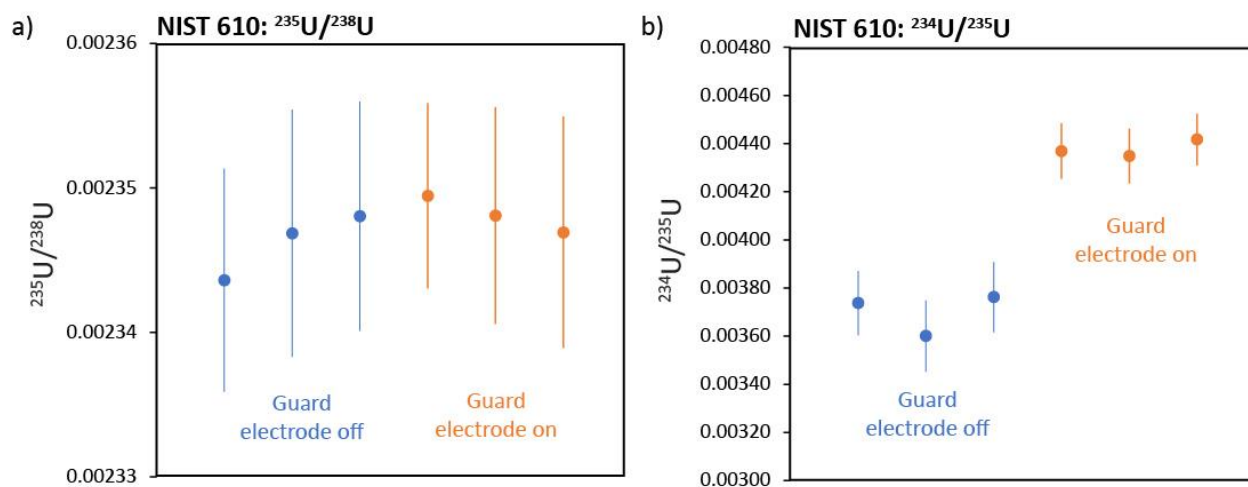 a)
NIST 610: ²³⁵U/²³⁸U
0.00236
0.00235
0.00234
0.00233
²³⁵U/²³⁸U
Guard
electrode off
Guard
electrode on
b)
NIST 610: ²³⁴U/²³⁵U
0.00480
0.00460
0.00440
0.00420
0.00400
0.00380
0.00360
0.00340
0.00320
0.00300
²³⁴U/²³⁵U
Guard
electrode on
Guard
electrode off